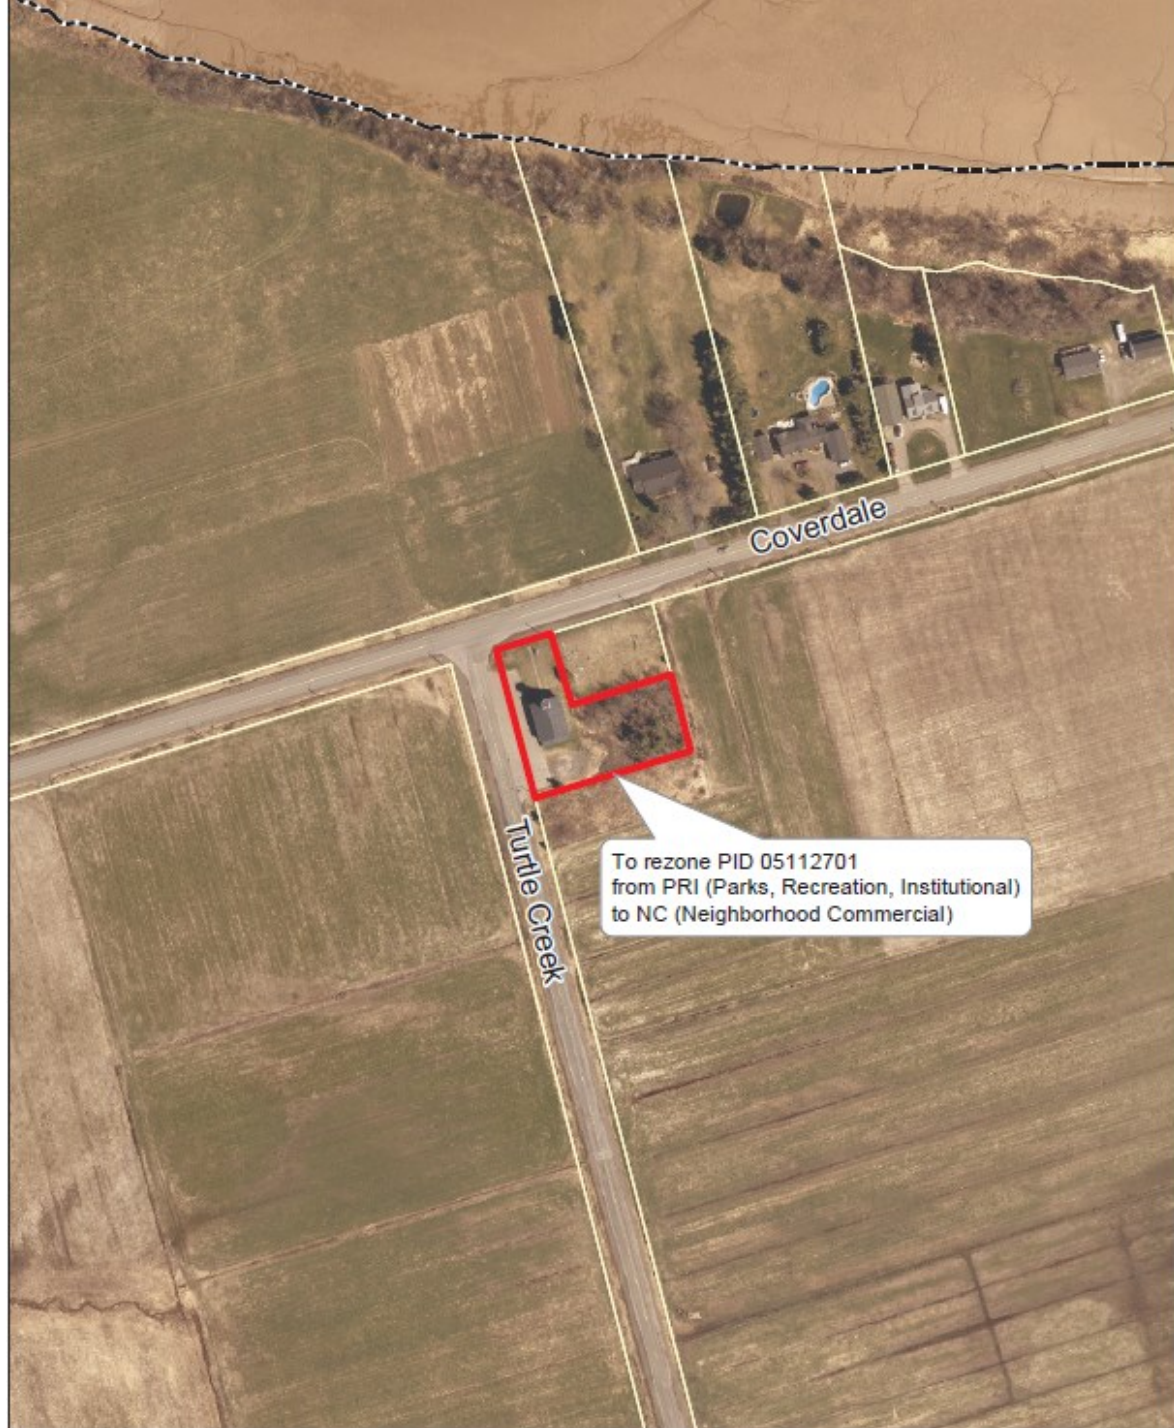 Coverdale
To rezone PID 05112701
from PRI (Parks, Recreation, Institutional)
to NC (Neighborhood Commercial)
Turtle Creek